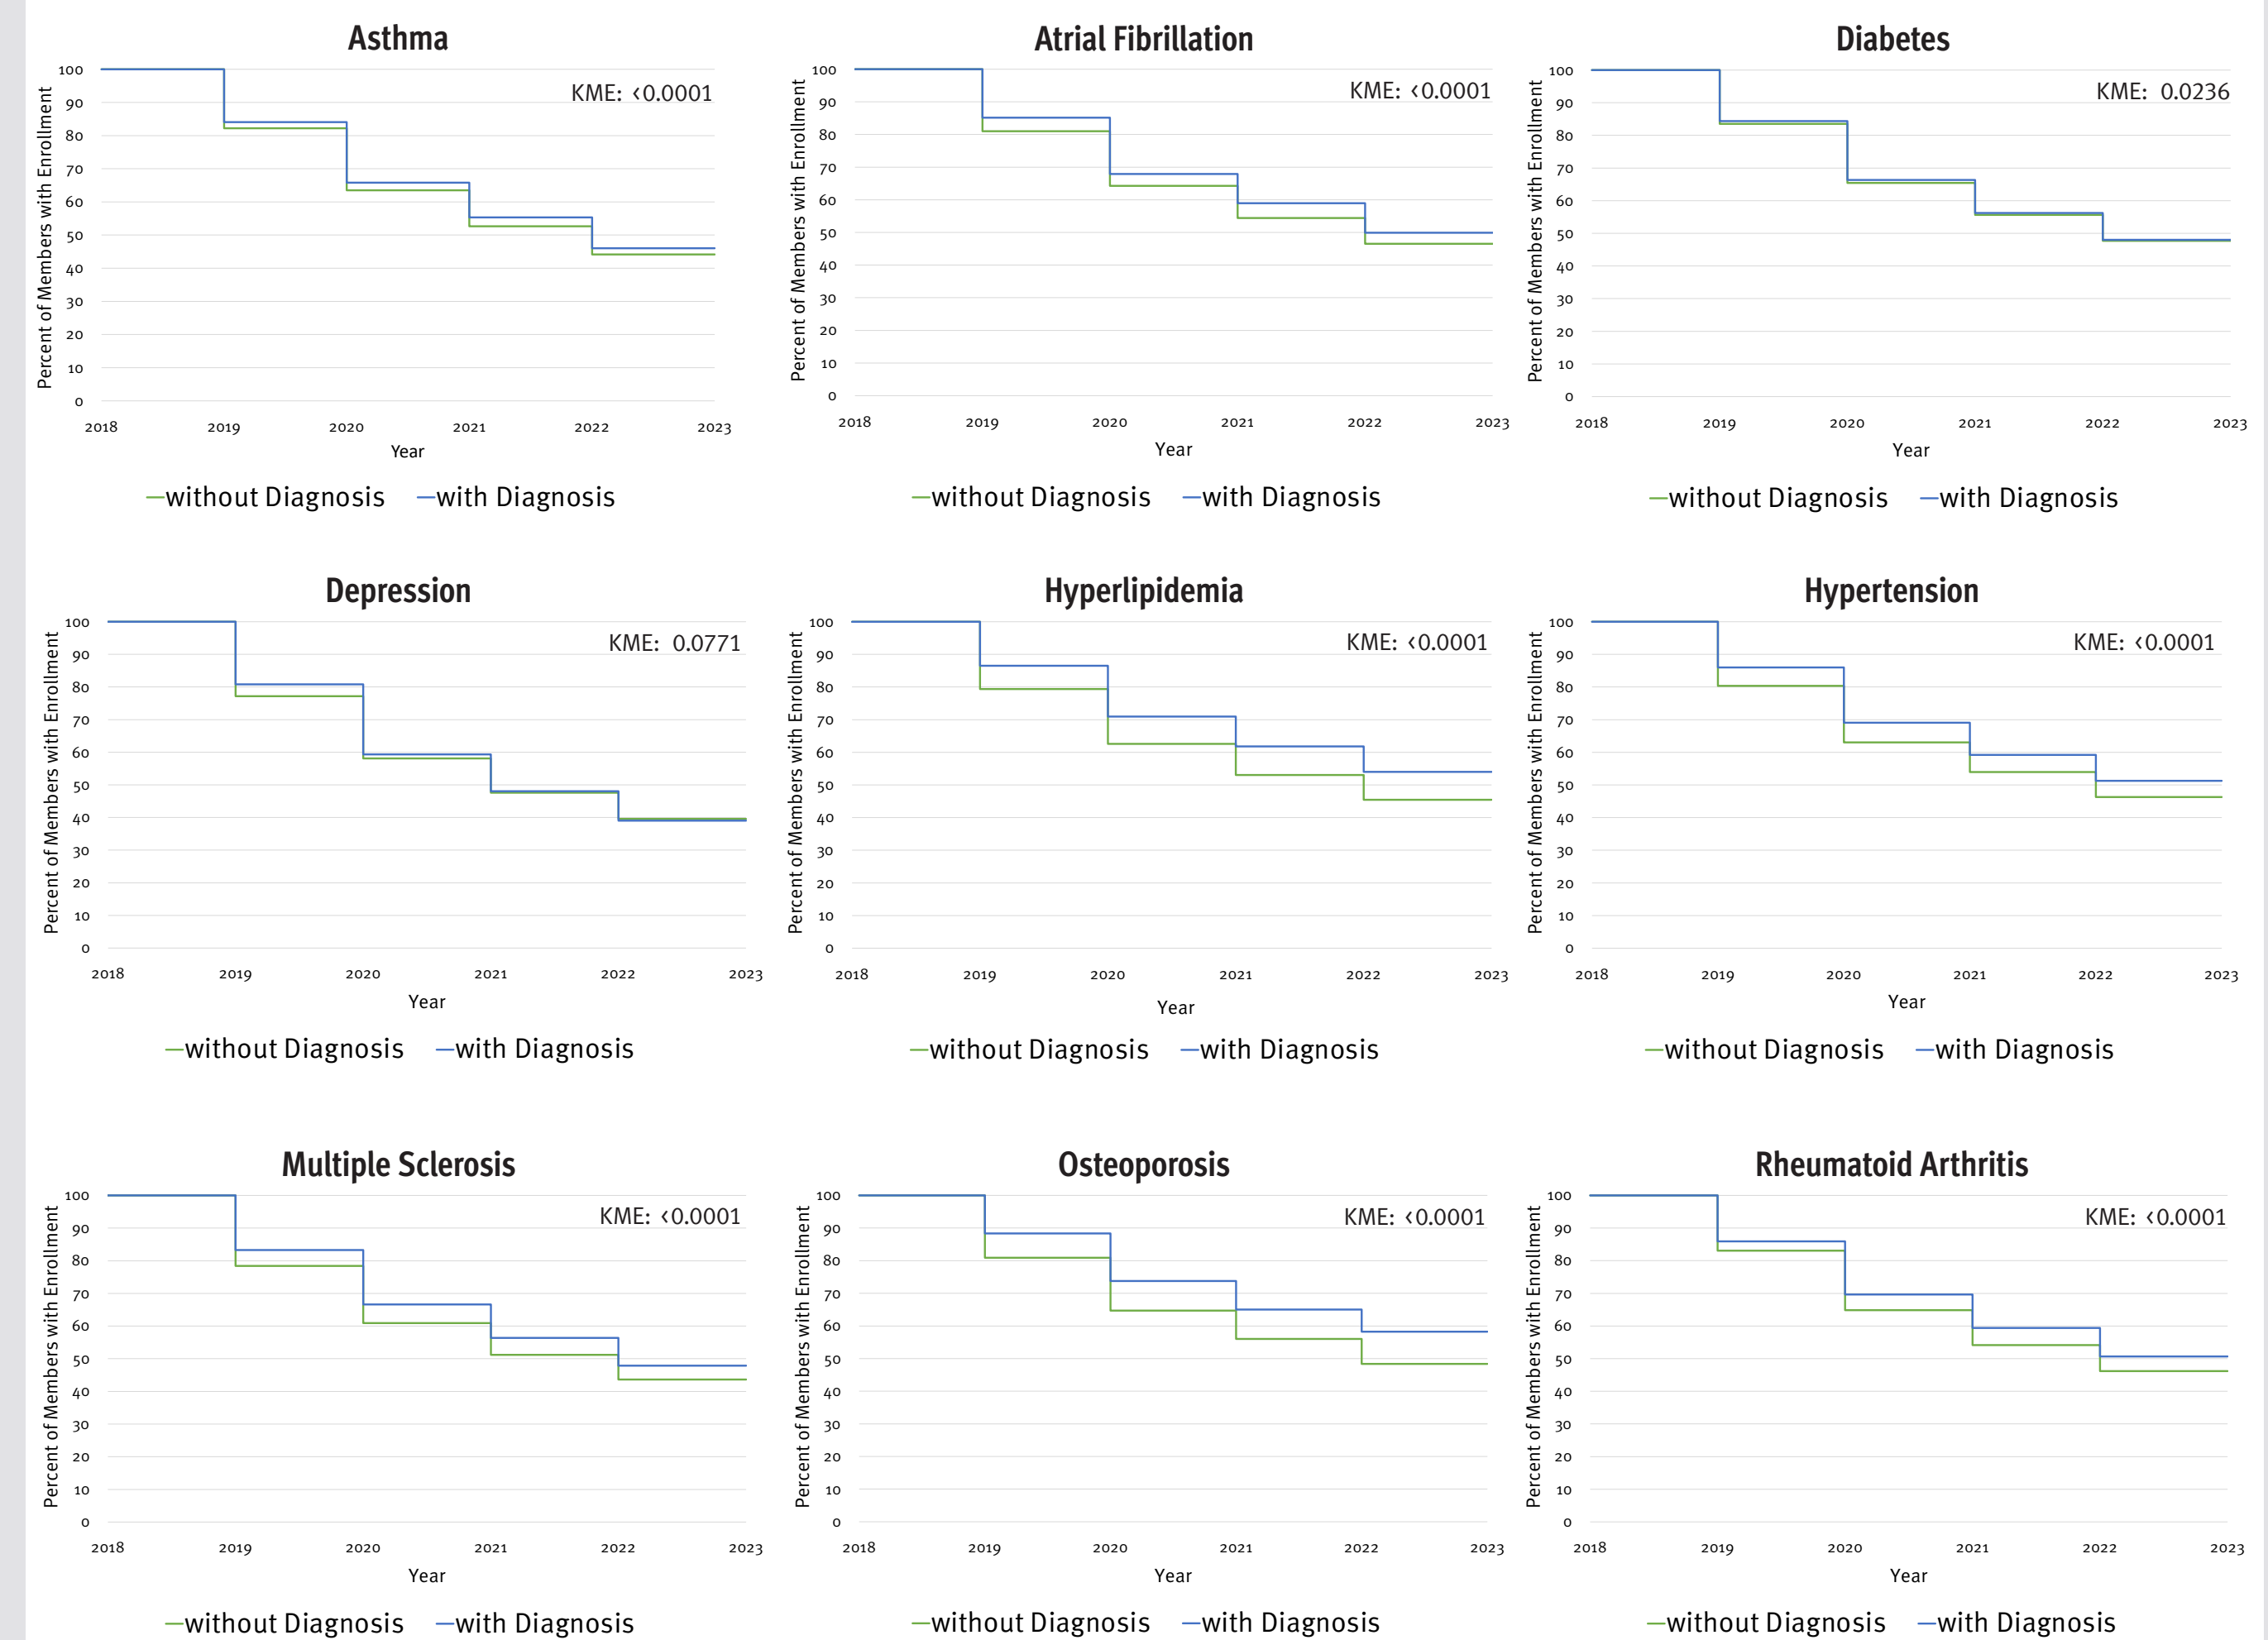 Asthma
KME: <0.0001
Percent of Members with Enrollment
100
90
80
70
60
50
40
30
20
10
0
2018 2019 2020 2021 2022 2023
Year
without Diagnosis with Diagnosis
Atrial Fibrillation
KME: <0.0001
Percent of Members with Enrollment
100
90
80
70
60
50
40
30
20
10
0
2018 2019 2020 2021 2022 2023
Year
without Diagnosis with Diagnosis
Diabetes
KME: 0.0236
Percent of Members with Enrollment
100
90
80
70
60
50
40
30
20
10
0
2018 2019 2020 2021 2022 2023
Year
without Diagnosis with Diagnosis
Depression
KME: 0.0771
Percent of Members with Enrollment
100
90
80
70
60
50
40
30
20
10
0
2018 2019 2020 2021 2022 2023
Year
without Diagnosis with Diagnosis
Hyperlipidemia
KME: <0.0001
Percent of Members with Enrollment
100
90
80
70
60
50
40
30
20
10
0
2018 2019 2020 2021 2022 2023
Year
without Diagnosis with Diagnosis
Hypertension
KME: <0.0001
Percent of Members with Enrollment
100
90
80
70
60
50
40
30
20
10
0
2018 2019 2020 2021 2022 2023
Year
without Diagnosis with Diagnosis
Multiple Sclerosis
KME: <0.0001
Percent of Members with Enrollment
100
90
80
70
60
50
40
30
20
10
0
2018 2019 2020 2021 2022 2023
Year
without Diagnosis with Diagnosis
Osteoporosis
KME: <0.0001
Percent of Members with Enrollment
100
90
80
70
60
50
40
30
20
10
0
2018 2019 2020 2021 2022 2023
Year
without Diagnosis with Diagnosis
Rheumatoid Arthritis
KME: <0.0001
Percent of Members with Enrollment
100
90
80
70
60
50
40
30
20
10
0
2018 2019 2020 2021 2022 2023
Year
without Diagnosis with Diagnosis